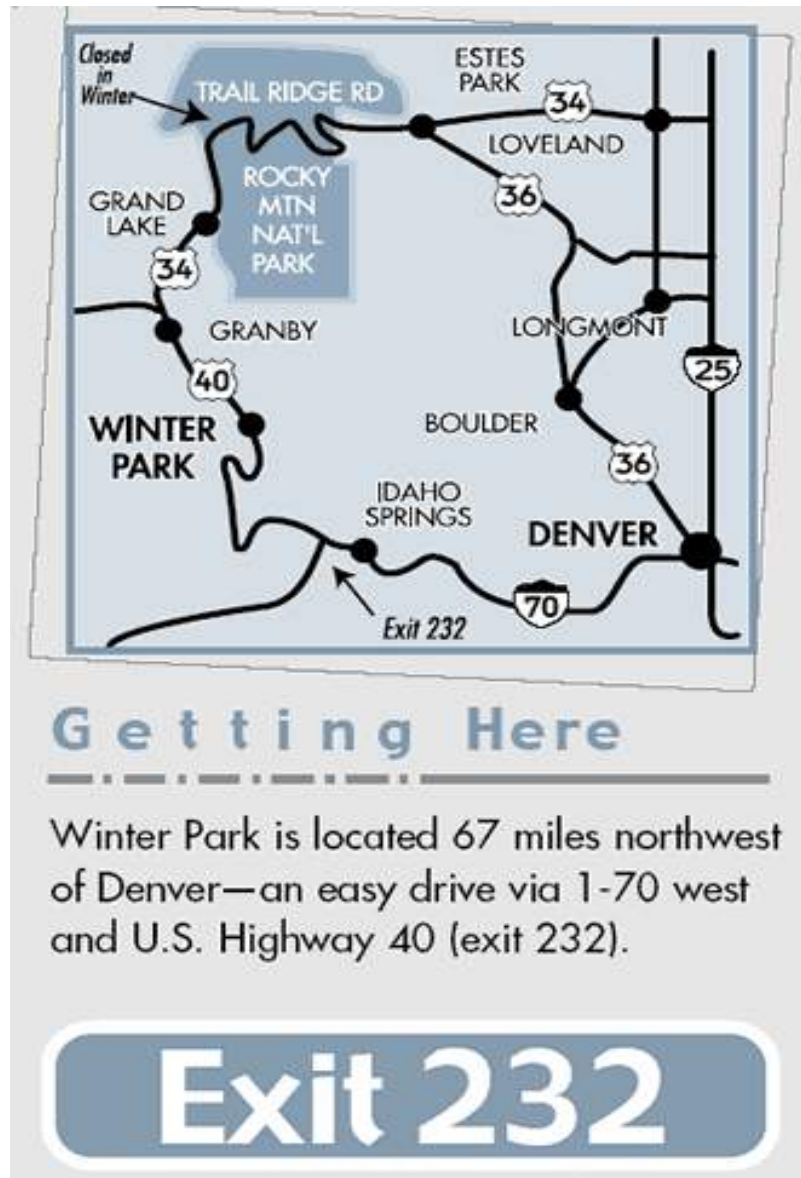 Closed
in
Winter
TRAIL RIDGE RD
ESTES
PARK
34
LOVELAND
36
ROCKY
MTN
NAT'L
PARK
GRAND
LAKE
34
GRANBY
LONGMONT
25
40
WINTER
PARK
BOULDER
36
IDAHO
SPRINGS
DENVER
70
Exit 232
Getting Here
Winter Park is located 67 miles northwest
of Denver—an easy drive via 1-70 west
and U.S. Highway 40 (exit 232).
Exit 232